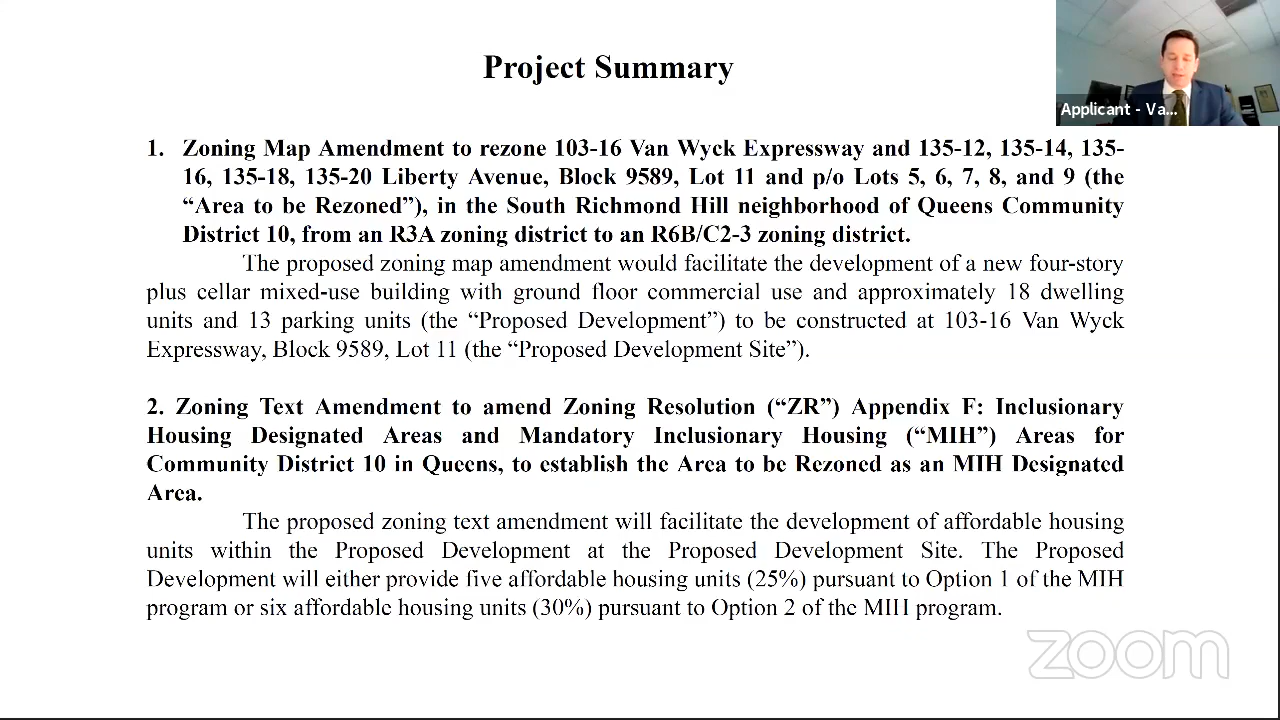 Project Summary
Applicant - Va...
1. Zoning Map Amendment to rezone 103-16 Van Wyck Expressway and 135-12, 135-14, 135-
16, 135-18, 135-20 Liberty Avenue, Block 9589, Lot 11 and p/o Lots 5, 6, 7, 8, and 9 (the
“Area to be Rezoned”), in the South Richmond Hill neighborhood of Queens Community
District 10, from an R3A zoning district to an R6B/C2-3 zoning district.
The proposed zoning map amendment would facilitate the development of a new four-story
plus cellar mixed-use building with ground floor commercial use and approximately 18 dwelling
units and 13 parking units (the “Proposed Development”) to be constructed at 103-16 Van Wyck
Expressway, Block 9589, Lot 11 (the “Proposed Development Site”).
2. Zoning Text Amendment to amend Zoning Resolution (“ZR”) Appendix F: Inclusionary
Housing Designated Areas and Mandatory Inclusionary Housing (“MIH”) Areas for
Community District 10 in Queens, to establish the Area to be Rezoned as an MIH Designated
Area.
The proposed zoning text amendment will facilitate the development of affordable housing
units within the Proposed Development at the Proposed Development Site. The Proposed
Development will either provide five affordable housing units (25%) pursuant to Option 1 of the MIH
program or six affordable housing units (30%) pursuant to Option 2 of the MIH program.
zoom